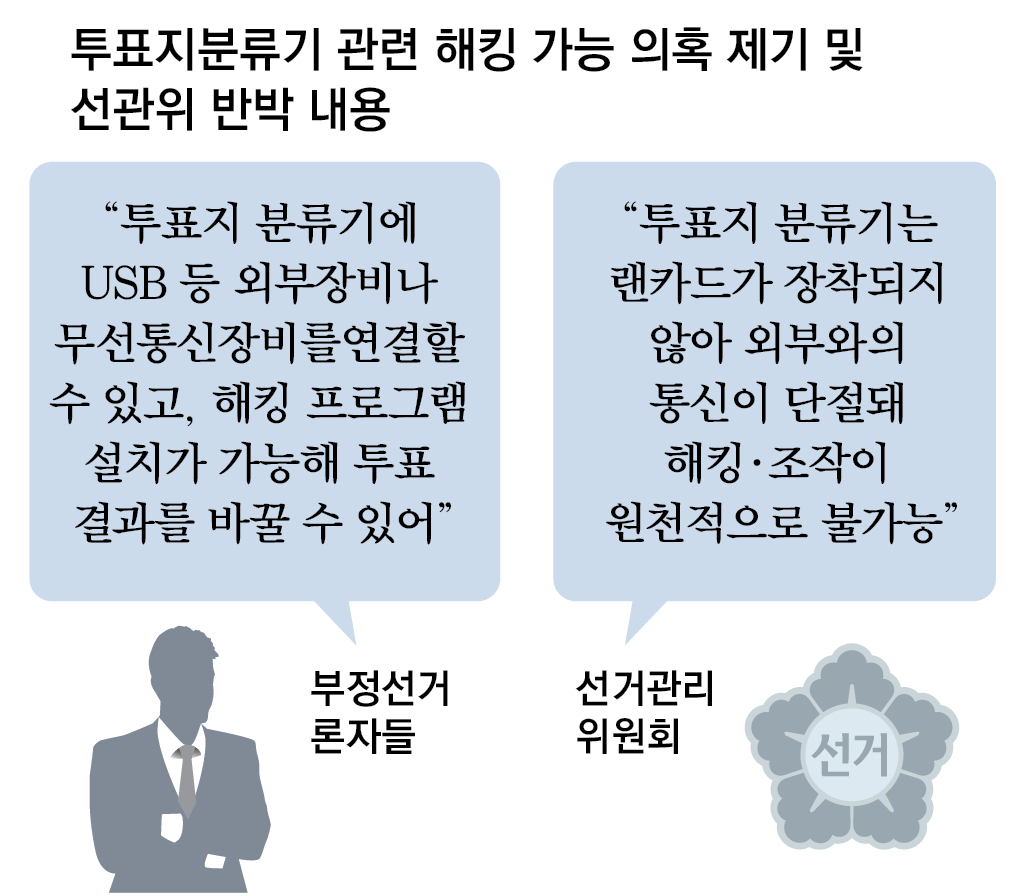 투표지분류기 관련 해킹 가능 의혹 제기 및
선관위 반박 내용
“투표지 분류기에
USB 등 외부장비나
무선통신장비를연결할
수 있고, 해킹 프로그램
설치가 가능해 투표
결과를 바꿀 수 있어”
부정선거
론자들
“투표지 분류기는
랜카드가 장착되지
않아 외부와의
통신이 단절돼
해킹·조작이
원천적으로 불가능”
선거관리
위원회
선거